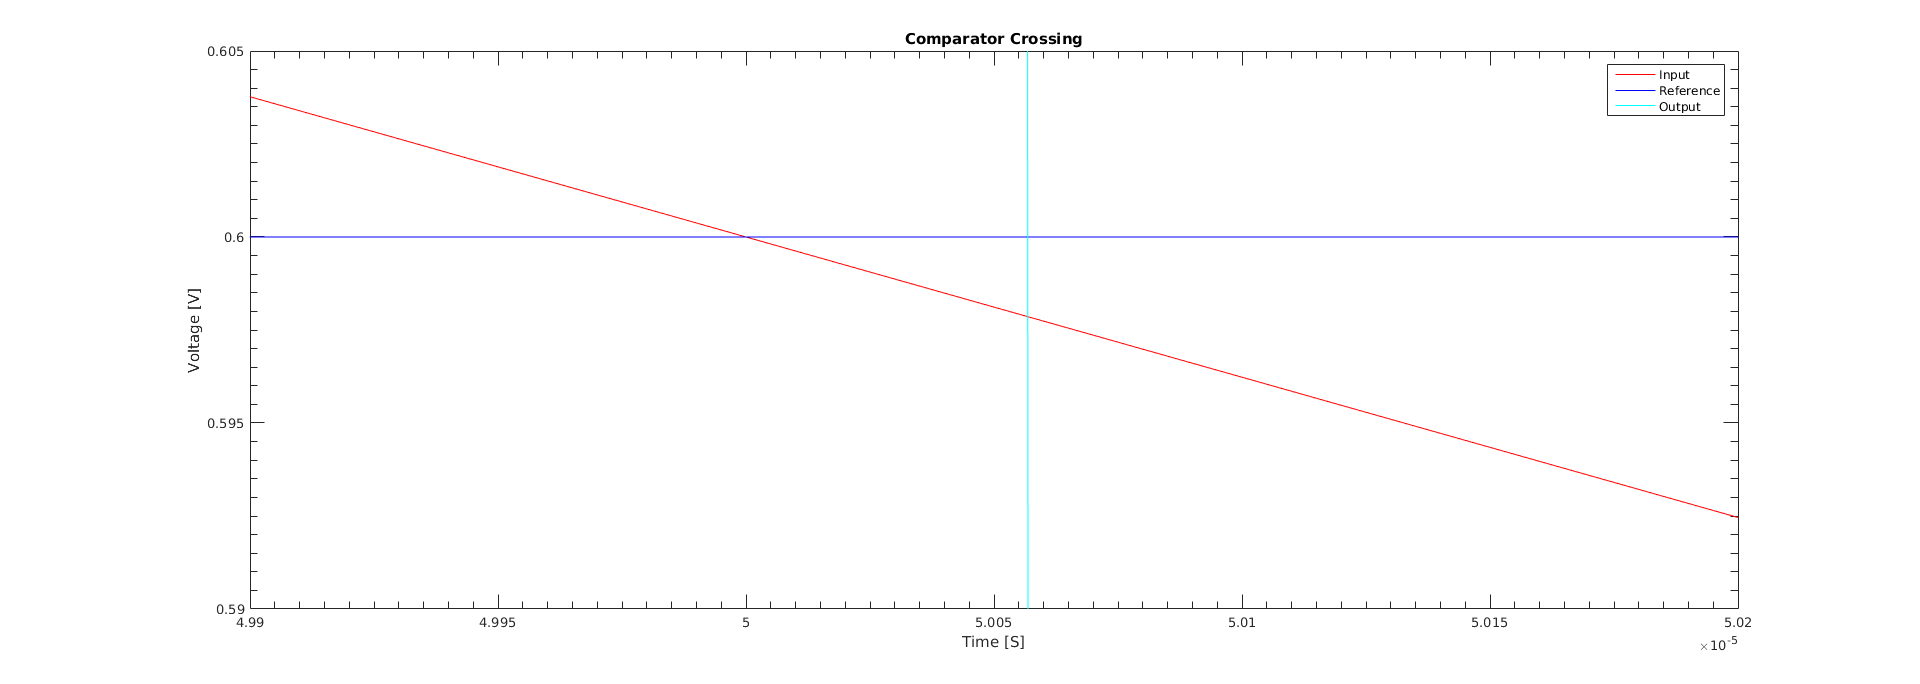 Comparator Crossing
0.605
0.6
0.595
0.59
Voltage [V]
Input
Reference
Output
4.99 4.995 5 5.005 5.01 5.015 5.02
Time [S]
×10-5